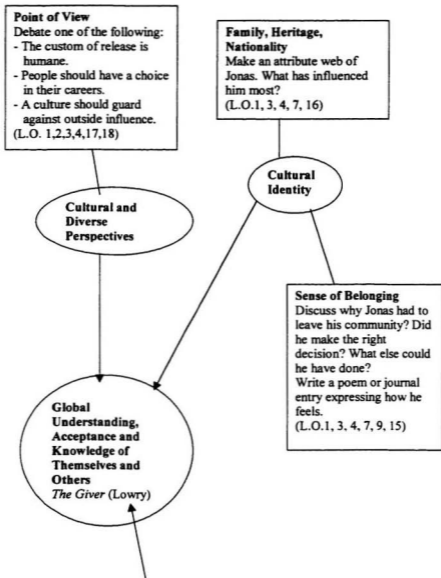 Point of View
Debate one of the following:
- The custom of release is
humane.
- People should have a choice
in their careers.
- A culture should guard
against outside influence.
(L.O. 1,2,3,4,17,18)
Family, Heritage,
Nationality
Make an attribute web of
Jonas. What has influenced
him most?
(L.O.1, 3, 4, 7, 16)
Cultural
Identity
Cultural and
Diverse
Perspectives
Sense of Belonging
Discuss why Jonas had to
leave his community? Did
he make the right
decision? What else could
he have done?
Write a poem or journal
entry expressing how he
feels.
(L.O.1, 3, 4, 7, 9, 15)
Global
Understanding,
Acceptance and
Knowledge of
Themselves and
Others
The Giver (Lowry)